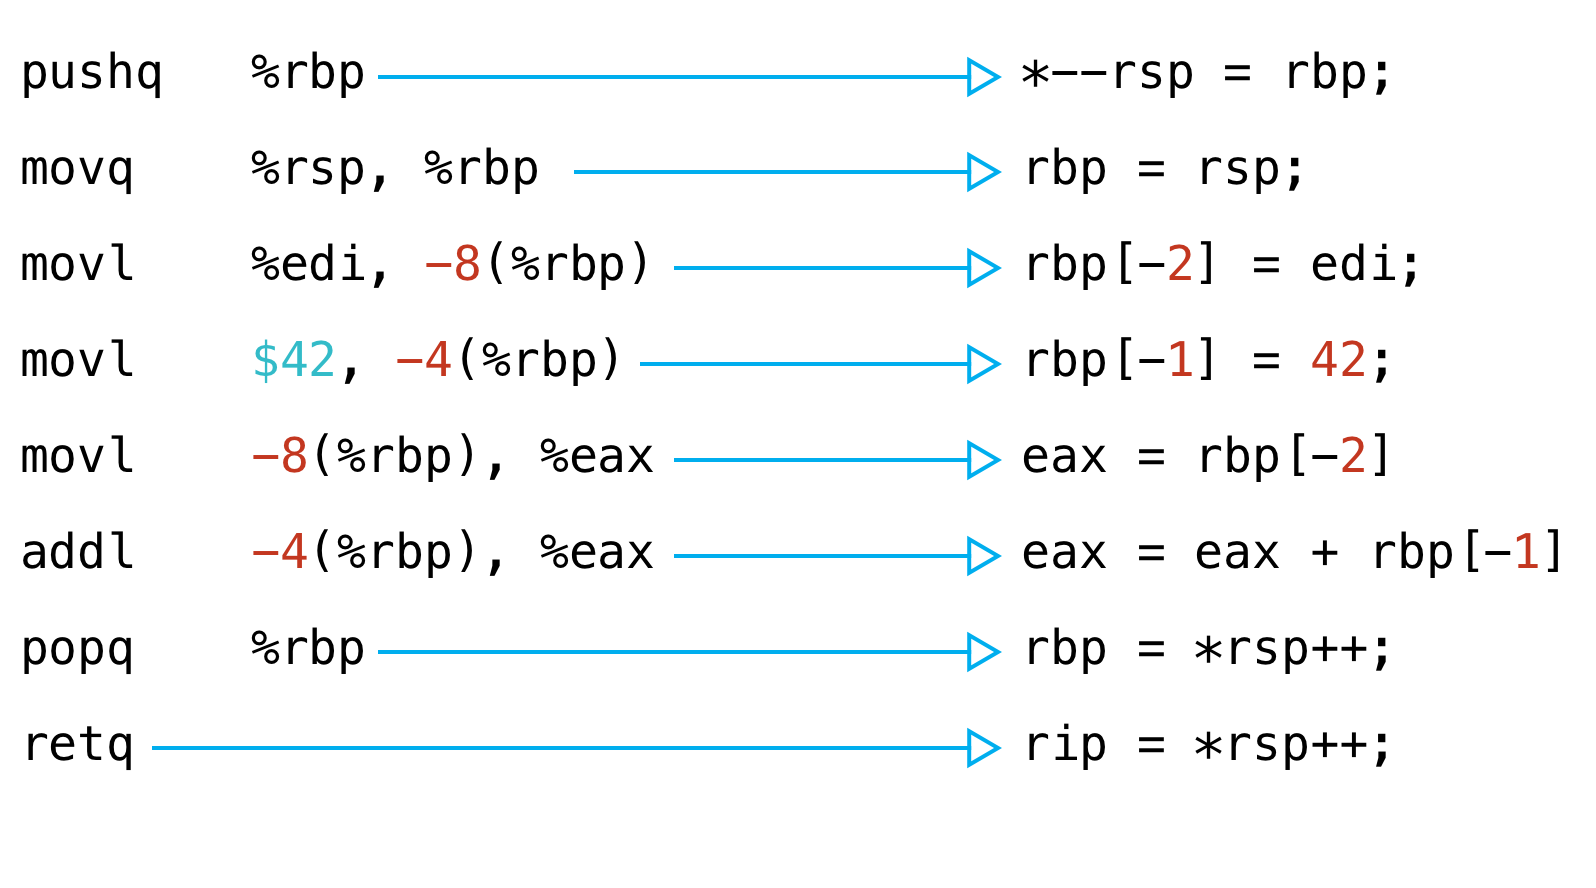 pushq %rbp *--rsp = rbp;
movq %rsp, %rbp rbp = rsp;
movl %edi, -8(%rbp) rbp[-2] = edi;
movl $42, -4(%rbp) rbp[-1] = 42;
movl -8(%rbp), %eax eax = rbp[-2]
addl -4(%rbp), %eax eax = eax + rbp[-1]
popq %rbp rbp = *rsp++;
retq rip = *rsp++;